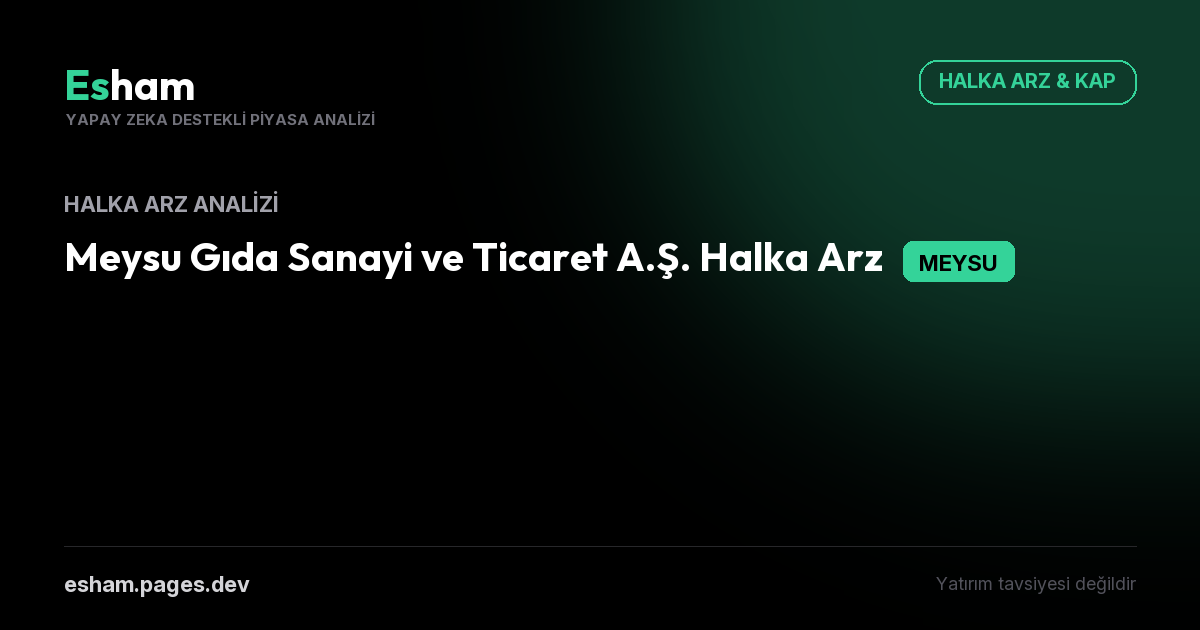 Esham
HALKA ARZ & KAP
YAPAY ZEKA DESTEKLİ PİYASA ANALİZİ
HALKA ARZ ANALİZİ
Meysu Gıda Sanayi ve Ticaret A.Ş. Halka Arz MEYSU
esham.pages.dev
Yatırım tavsiyesi değildir